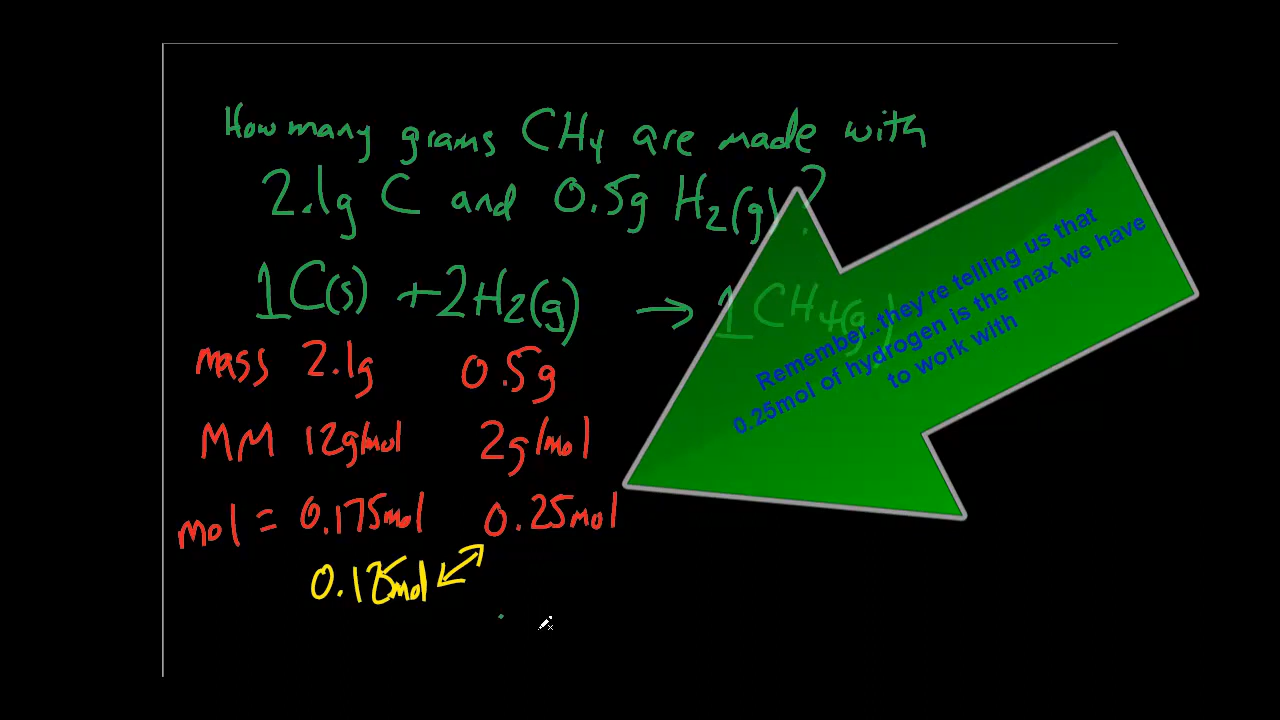 How many grams CH4 are made with
2.1g C and 0.5g H2(g)?
1C(s) + 2H2(g) → 1CH4(g)
mass 2.1g 0.5g
MM 12g/mol 2g/mol
mol = 0.175mol 0.25mol
0.125mol
Remember..they're telling us that
0.25mol of hydrogen is the max we have
to work with